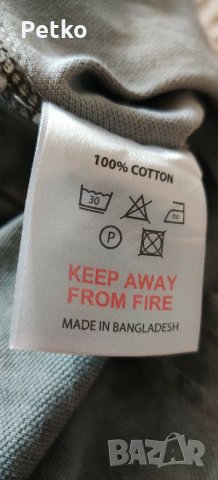 Petko
100% COTTON
30
P
KEEP AWAY
FROM FIRE
MADE IN BANGLADESH
BAZAR